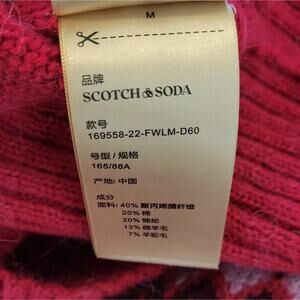 M
品牌
SCOTCH & SODA
款号
169558-22-FWLM-D60
号型/规格
165/88A
产地: 中国
成分
面料: 40% 聚丙烯腈纤维
20% 棉
20% 锦纶
13% 绵羊毛
7% 羊驼毛